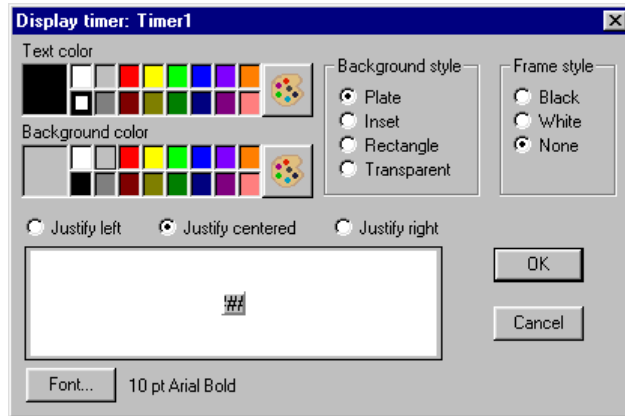 Display timer: Timer1
Text color
Background color
Background style
Plate
Inset
Rectangle
Transparent
Frame style
Black
White
None
Justify left
Justify centered
Justify right
##
OK
Cancel
Font...
10 pt Arial Bold